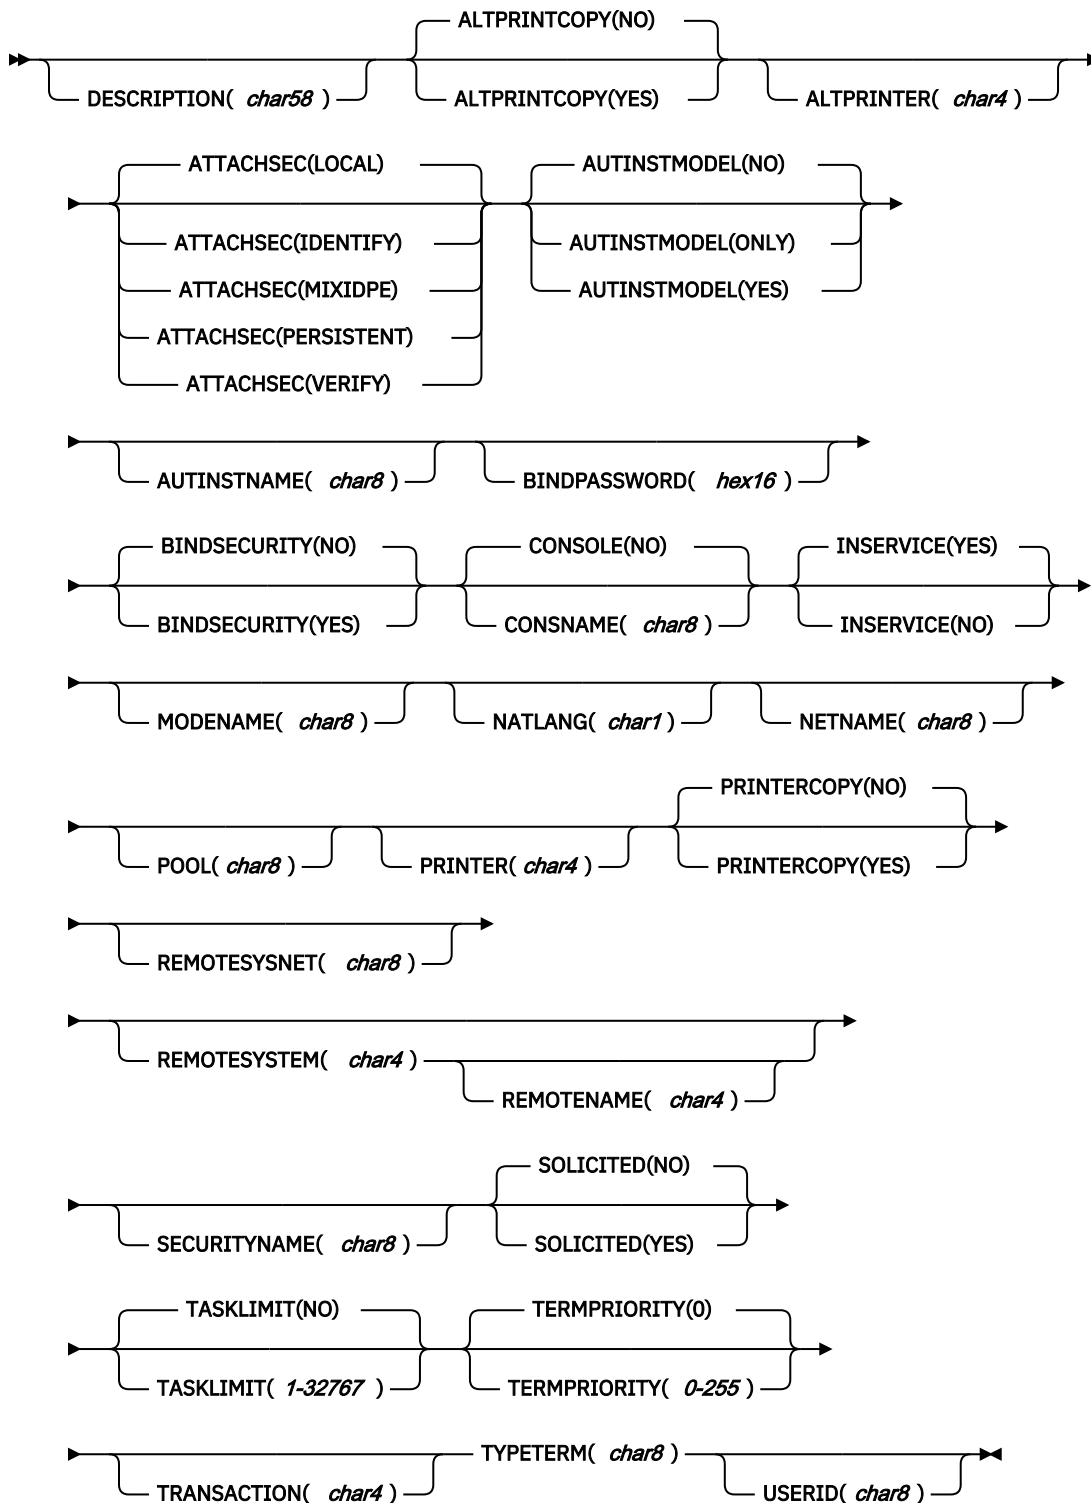 ALTPRINTCOPY(NO)
DESCRIPTION( char58 ) ALTPRINTCOPY(YES) ALTPRINTER( char4 )
ATTACHSEC(LOCAL) AUTINSTMODEL(NO)
ATTACHSEC(IDENTIFY) AUTINSTMODEL(ONLY)
ATTACHSEC(MIXIDPE) AUTINSTMODEL(YES)
ATTACHSEC(PERSISTENT)
ATTACHSEC(VERIFY)
AUTINSTNAME( char8 ) BINDPASSWORD( hex16 )
BINDSECURITY(NO) CONSOLE(NO) INSERVICE(YES)
BINDSECURITY(YES) CONSNAME( char8 ) INSERVICE(NO)
MODENAME( char8 ) NATLANG( char1 ) NETNAME( char8 )
PRINTERCOPY(NO)
POOL( char8 ) PRINTER( char4 ) PRINTERCOPY(YES)
REMOTESYSNET( char8 )
REMOTESYSTEM( char4 )
REMOTENAME( char4 )
SOLICITED(NO)
SECURITYNAME( char8 ) SOLICITED(YES)
TASKLIMIT(NO) TERMPRIORITY(0)
TASKLIMIT( 1-32767 ) TERMPRIORITY( 0-255 )
TYPETERM( char8 )
TRANSACTION( char4 ) USERID( char8 )